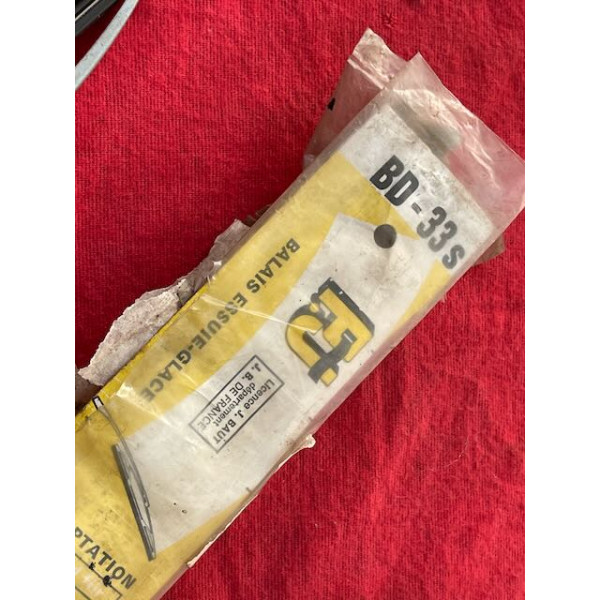 BD-33s
BALAIS ESSUIE-GLACE
Licence J. BAUT
département
J. B. DE FRANCE
PTATION